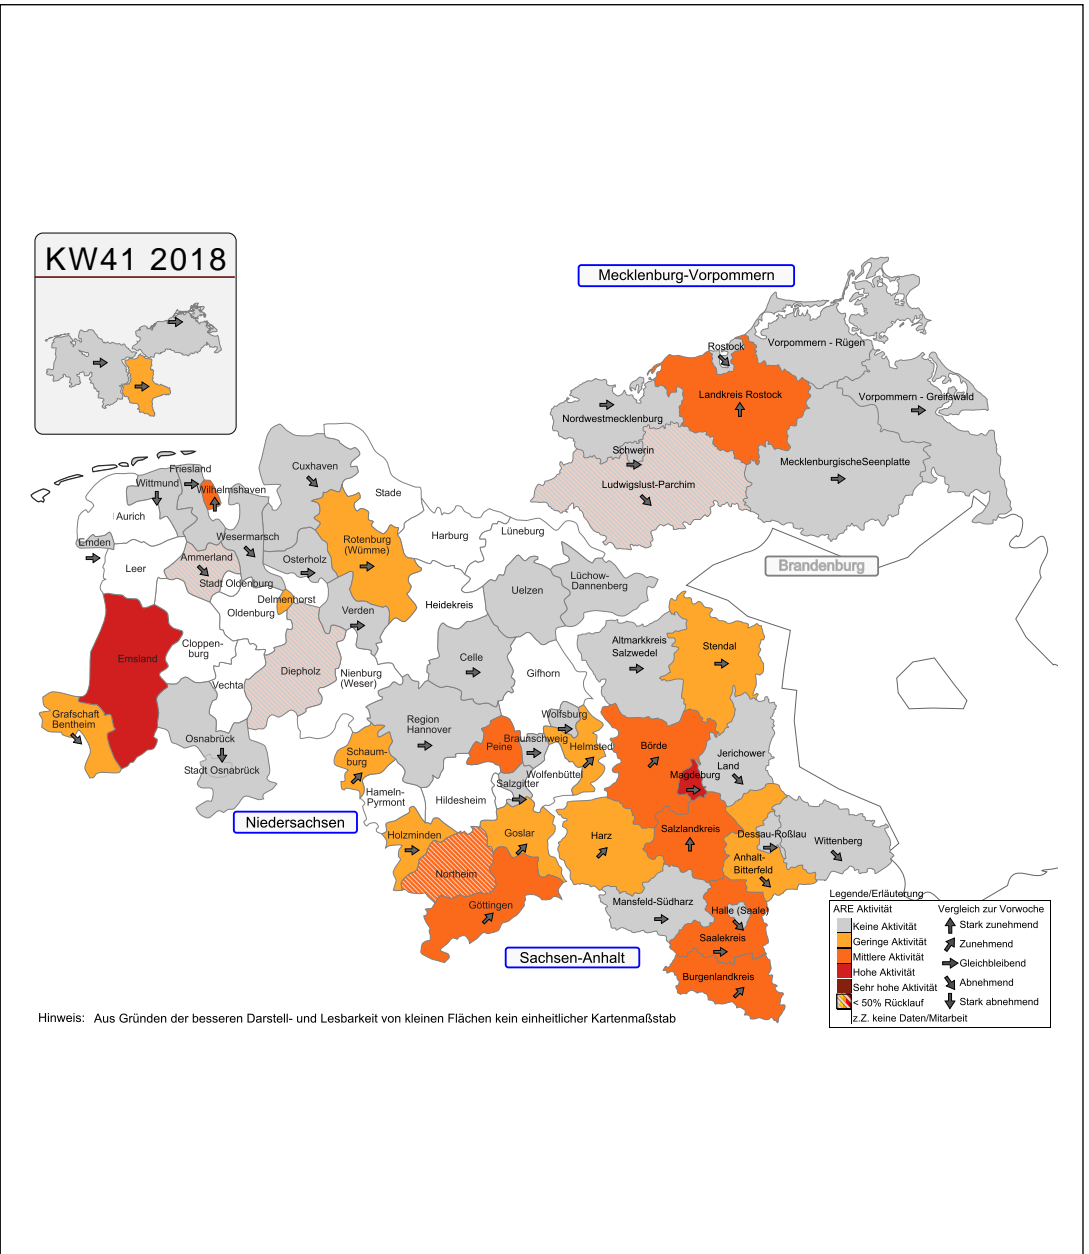 KW41 2018
Mecklenburg-Vorpommern
Rostock
Vorpommern - Rügen
Landkreis Rostock
Vorpommern - Greifswald
Nordwestmecklenburg
Schwerin
MecklenburgischeSeenplatte
Ludwigslust-Parchim
Brandenburg
Cuxhaven
Friesland
Wittmund
Wilhelmshaven
Stade
Aurich
Emden
Wesermarsch
Rotenburg
(Wümme)
Harburg
Lüneburg
Ammerland
Osterholz
Leer
Stadt Oldenburg
Delmenhorst
Oldenburg
Verden
Heidekreis
Uelzen
Lüchow-
Dannenberg
Cloppen-
burg
Emsland
Diepholz
Vechta
Nienburg
(Weser)
Celle
Gifhorn
Altmarkkreis
Salzwedel
Stendal
Grafschaft
Bentheim
Osnabrück
Stadt Osnabrück
Region
Hannover
Wolfsburg
Peine
Braunschweig
Helmstedt
Schaum-
burg
Wolfenbüttel
Salzgitter
Hameln-
Pyrmont
Hildesheim
Börde
Jerichower
Land
Magdeburg
Niedersachsen
Holzminden
Goslar
Harz
Salzlandkreis
Dessau-Roßlau
Wittenberg
Anhalt-
Bitterfeld
Northeim
Göttingen
Mansfeld-Südharz
Halle (Saale)
Saalekreis
Burgenlandkreis
Sachsen-Anhalt
Legende/Erläuterung
ARE Aktivität
Vergleich zur Vorwoche
Keine Aktivität
Stark zunehmend
Geringe Aktivität
Zunehmend
Mittlere Aktivität
Gleichbleibend
Hohe Aktivität
Abnehmend
Sehr hohe Aktivität
Stark abnehmend
< 50% Rücklauf
z.Z. keine Daten/Mitarbeit
Hinweis: Aus Gründen der besseren Darstell- und Lesbarkeit von kleinen Flächen kein einheitlicher Kartenmaßstab